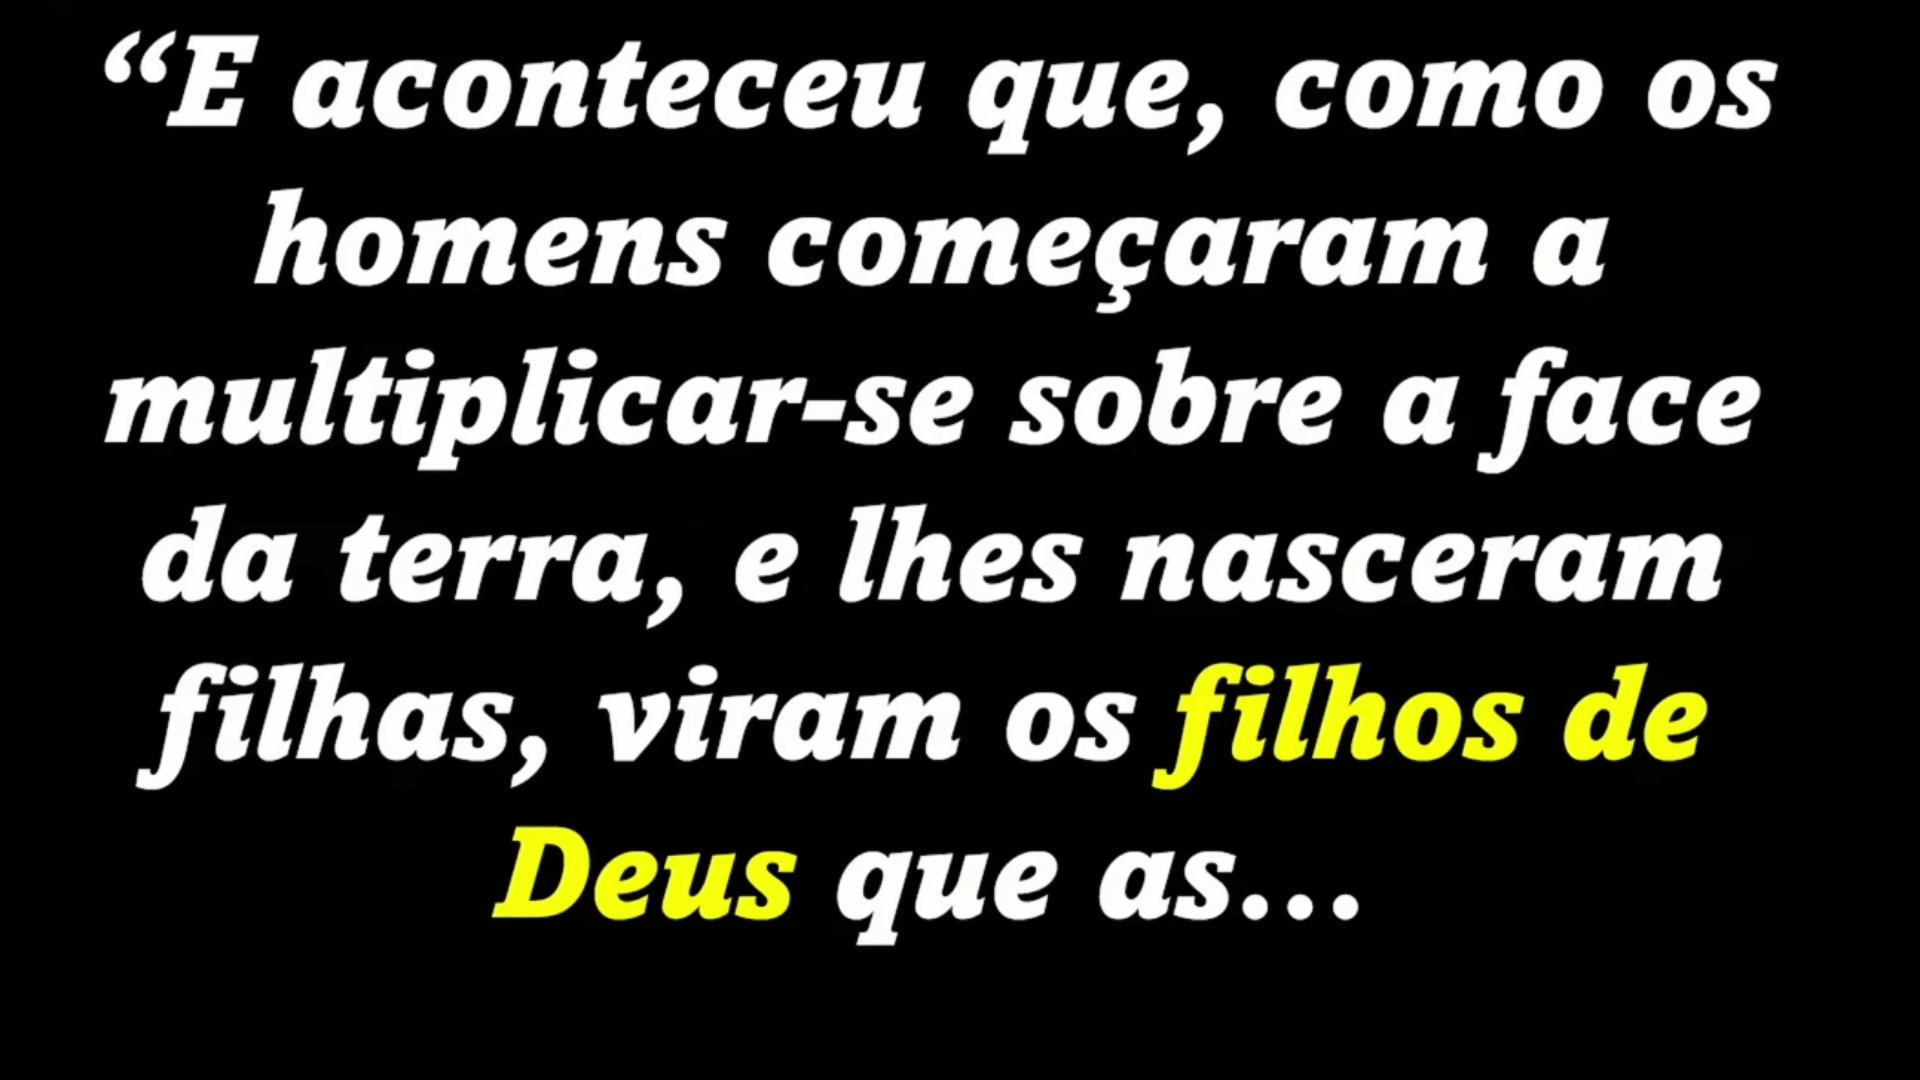 “E aconteceu que, como os
homens começaram a
multiplicar-se sobre a face
da terra, e lhes nasceram
filhas, viram os filhos de
Deus que as...